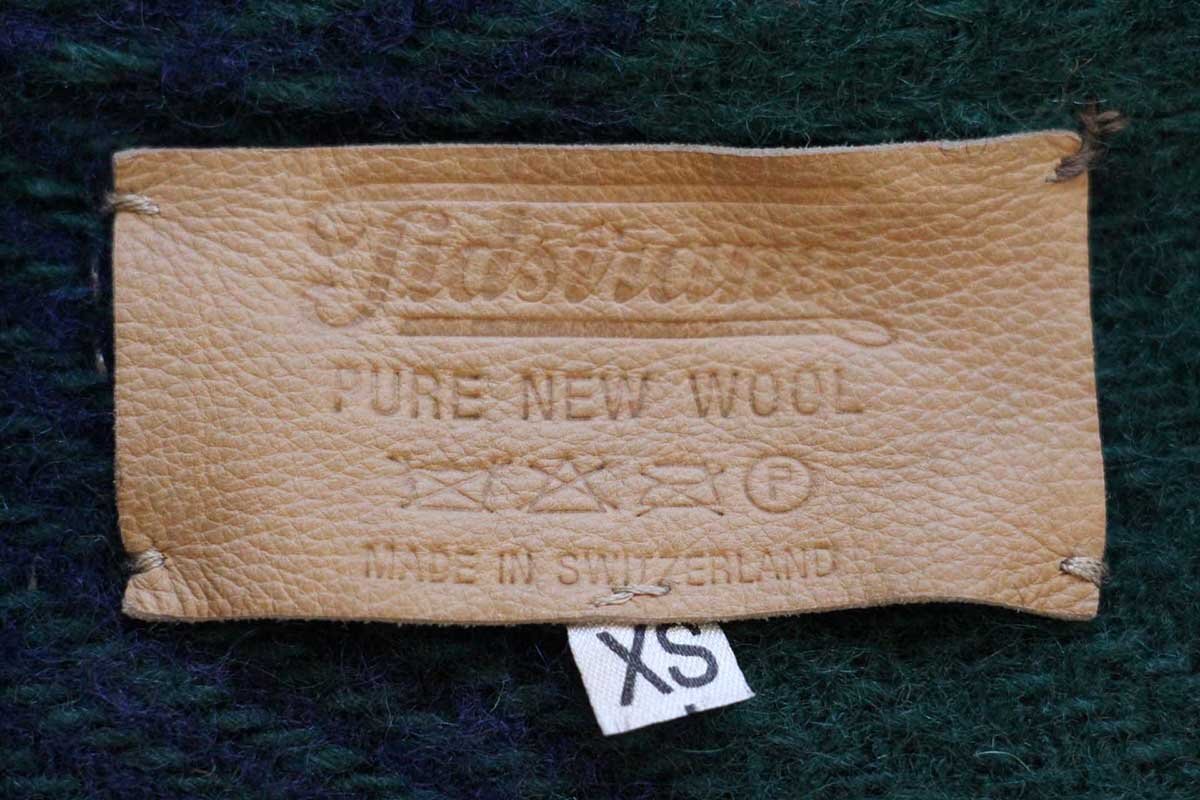 PURE NEW WOOL
P
MADE IN SWITZERLAND
XS